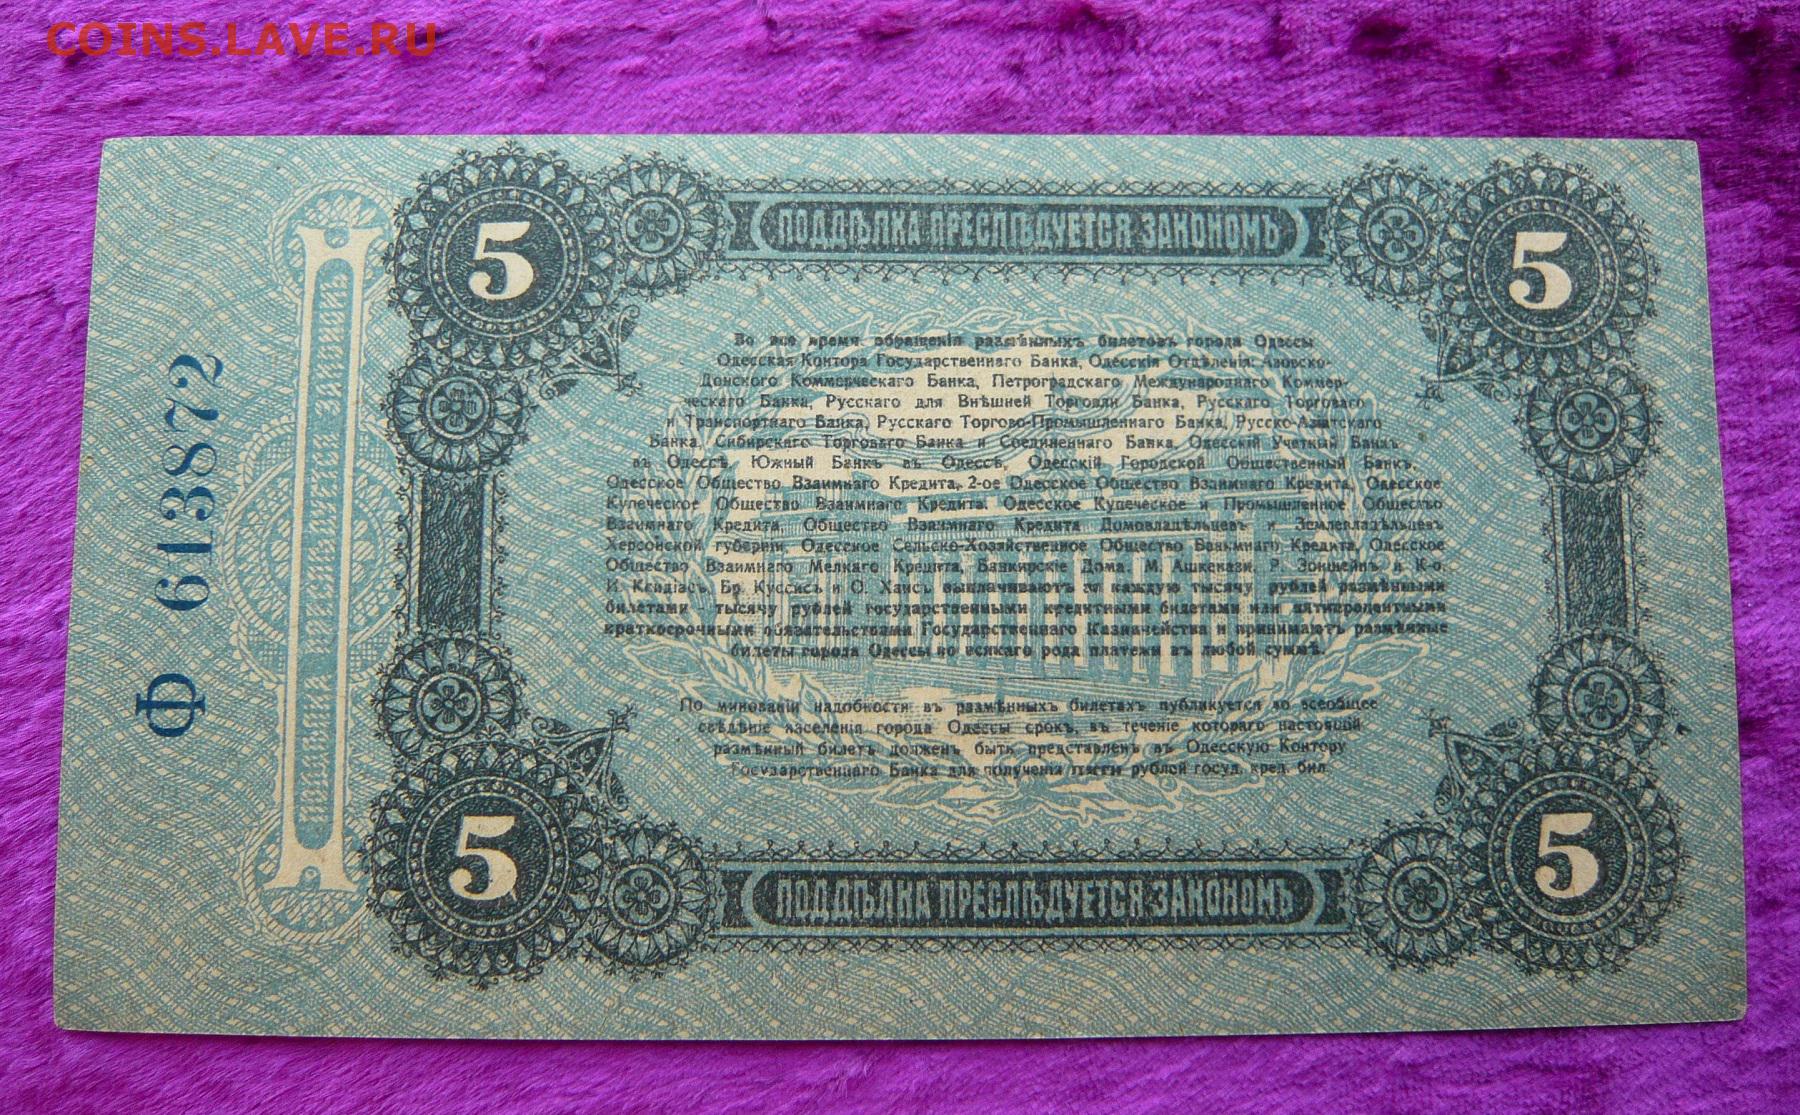 COINS.LAVE.RU
5
ПОДДѢЛКА ПРЕСЛѢДУЕТСЯ ЗАКОНОМЪ
5
Ф 613872
Во все время обращенія размѣнныхъ билетовъ города Одессы
Одесская Контора Государственнаго Банка, Одесскія Отдѣленія: Азовско-
Донского Коммерческаго Банка, Петроградскаго Международнаго Коммер-
ческаго Банка, Русскаго для Внѣшней Торговли Банка, Русскаго Торговаго
и Транспортнаго Банка, Русскаго Торгово-Промышленнаго Банка, Русско-Азіатскаго
Банка, Сибирскаго Торговаго Банка и Соединеннаго Банка, Одесскій Учетный Банкъ
въ Одессѣ, Южный Банкъ въ Одессѣ, Одесскій Городской Общественный Банкъ,
Одесское Общество Взаимнаго Кредита, 2-ое Одесское Общество Взаимнаго Кредита, Одесское
Купеческое Общество Взаимнаго Кредита, Одесское Купеческое и Промышленное Общество
Взаимнаго Кредита, Общество Взаимнаго Кредита Домовладѣльцевъ и Землевладѣльцевъ
Херсонской губерніи, Одесское Сельско-Хозяйственное Общество Взаимнаго Кредита, Одесское
Общество Взаимнаго Мелкаго Кредита, Банкирскіе Дома: М. Ашкенази, Р. Зонщейнъ и К-о,
И. Ксидіасъ, Бр. Куссисъ и О. Хаисъ выплачиваютъ за каждую тысячу рублей размѣнными
билетами - тысячу рублей государственными кредитными билетами или пятипроцентными
краткосрочными обязательствами Государственнаго Казначейства и принимаютъ размѣнные
билеты города Одессы во всякаго рода платежи въ любой суммѣ.
По минованіи надобности въ размѣнныхъ билетахъ публикуется во всеобщее
свѣдѣніе населенія города Одессы срокъ, въ теченіе котораго настоящій
размѣнный билетъ долженъ быть представленъ въ Одесскую Контору
Государственнаго Банка для полученія пяти рублей госуд. кред. бил.
5
ПОДДѢЛКА ПРЕСЛѢДУЕТСЯ ЗАКОНОМЪ
5